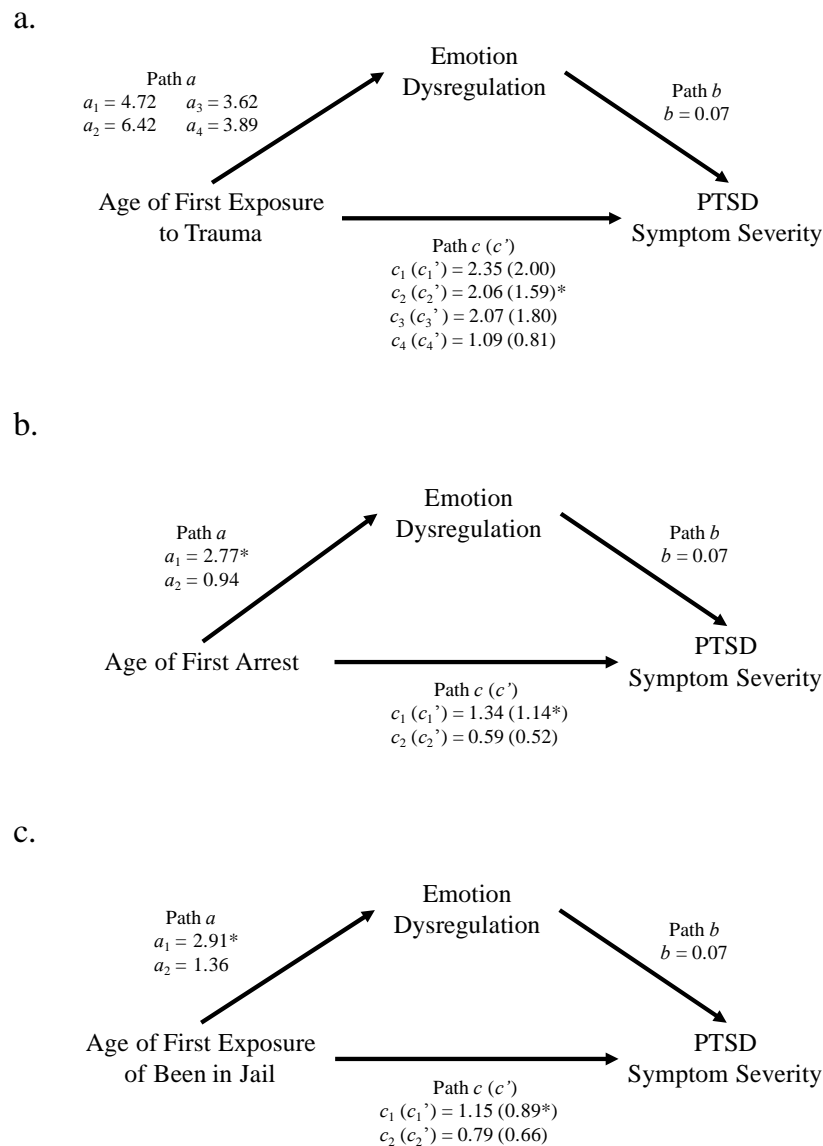 a.
Emotion
Dysregulation
Path a
a₁ = 4.72 a₃ = 3.62
a₂ = 6.42 a₄ = 3.89
Path b
b = 0.07
Age of First Exposure
to Trauma
PTSD
Symptom Severity
Path c (c’)
c₁ (c₁’) = 2.35 (2.00)
c₂ (c₂’) = 2.06 (1.59)*
c₃ (c₃’ ) = 2.07 (1.80)
c₄ (c₄’) = 1.09 (0.81)
b.
Emotion
Dysregulation
Path a
a₁ = 2.77*
a₂ = 0.94
Path b
b = 0.07
Age of First Arrest
PTSD
Symptom Severity
Path c (c’)
c₁ (c₁’) = 1.34 (1.14*)
c₂ (c₂’) = 0.59 (0.52)
c.
Emotion
Dysregulation
Path a
a₁ = 2.91*
a₂ = 1.36
Path b
b = 0.07
Age of First Exposure
of Been in Jail
PTSD
Symptom Severity
Path c (c’)
c₁ (c₁’) = 1.15 (0.89*)
c₂ (c₂’) = 0.79 (0.66)